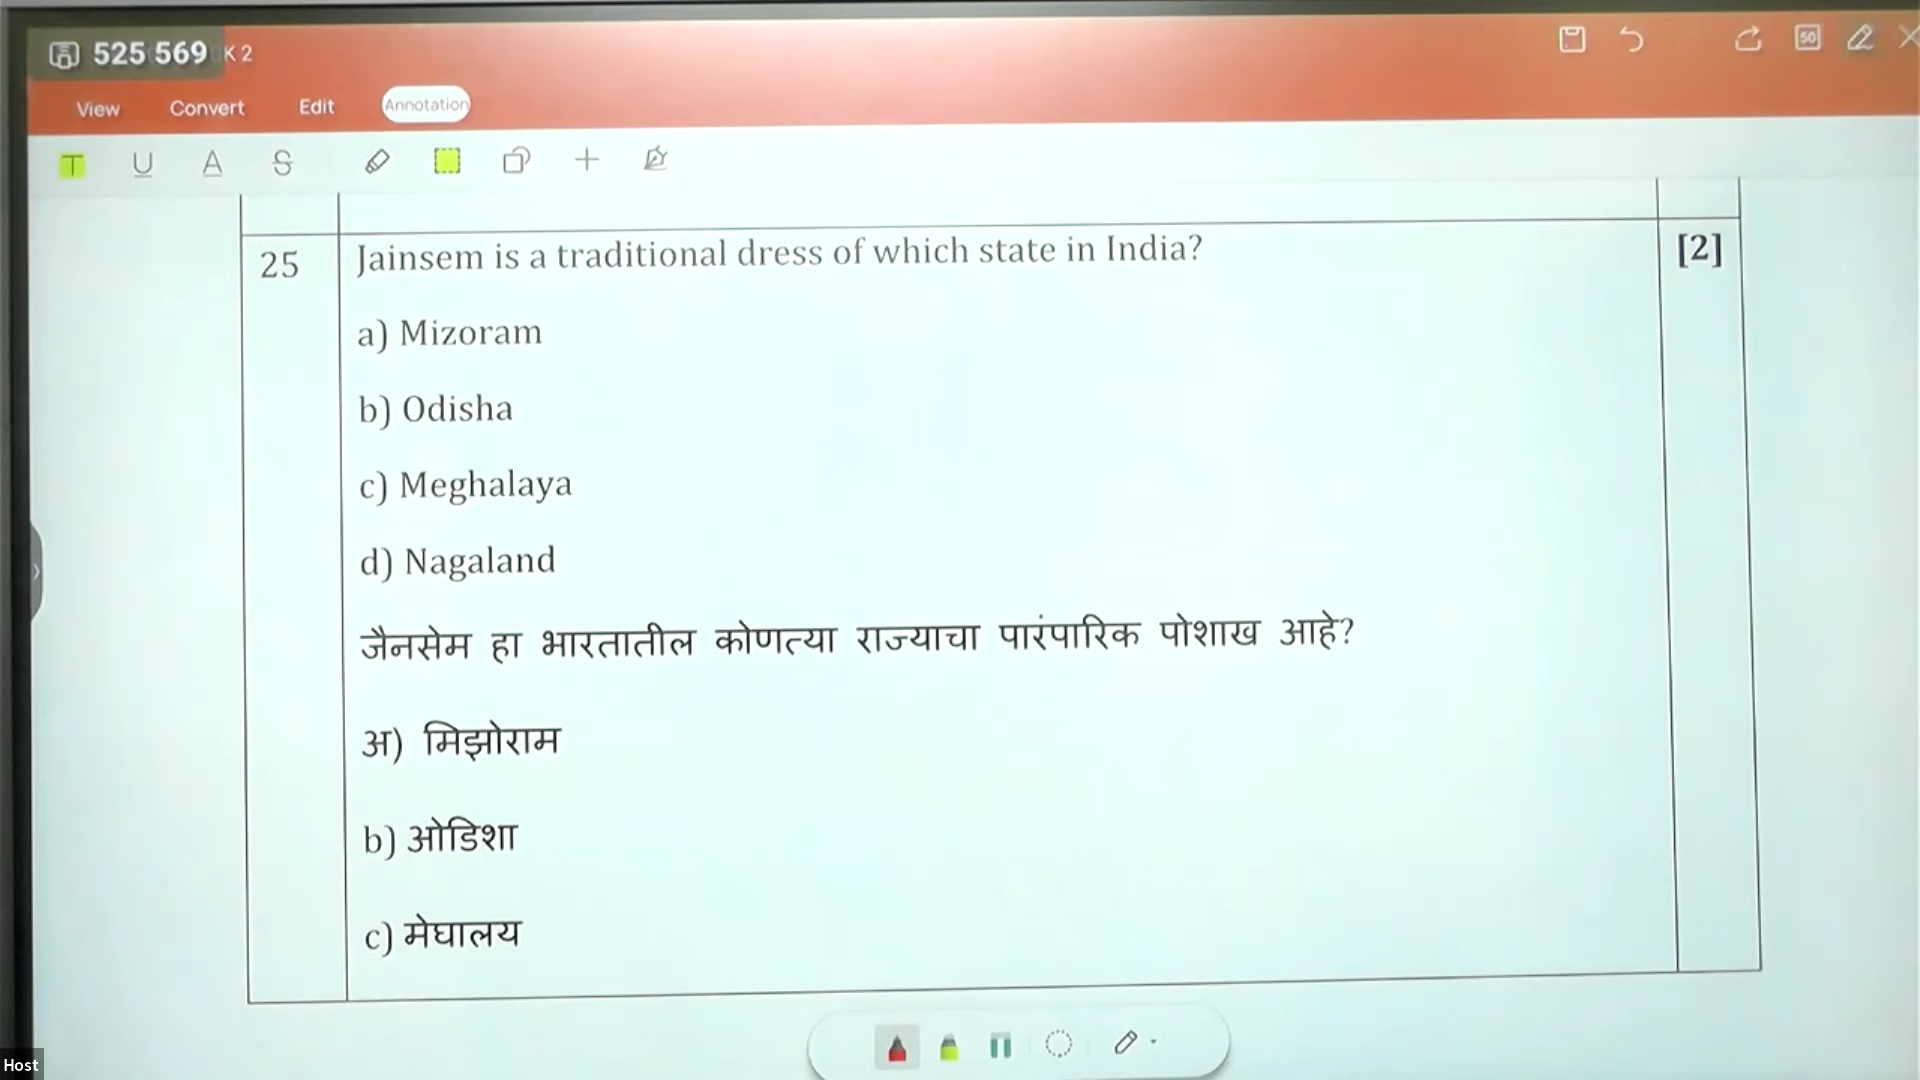 525 569 K 2
View Convert Edit Annotation
T U A S
50
25 Jainsem is a traditional dress of which state in India? [2]
a) Mizoram
b) Odisha
c) Meghalaya
d) Nagaland
जैनसेम हा भारतातील कोणत्या राज्याचा पारंपारिक पोशाख आहे?
अ) मिझोराम
b) ओडिशा
c) मेघालय
Host